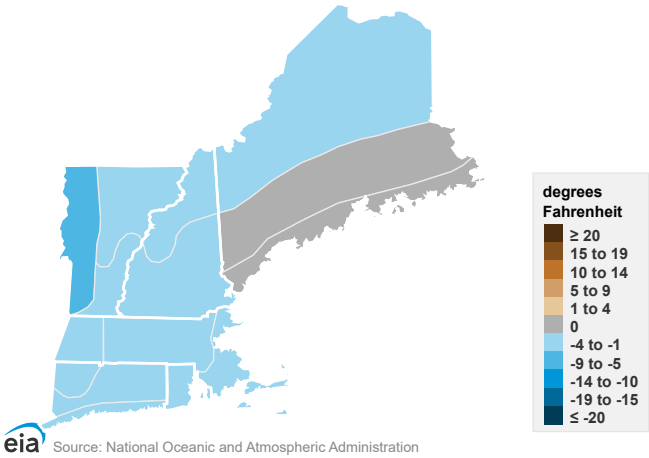 degrees
Fahrenheit
≥ 20
15 to 19
10 to 14
5 to 9
1 to 4
0
-4 to -1
-9 to -5
-14 to -10
-19 to -15
≤ -20
eia
Source: National Oceanic and Atmospheric Administration